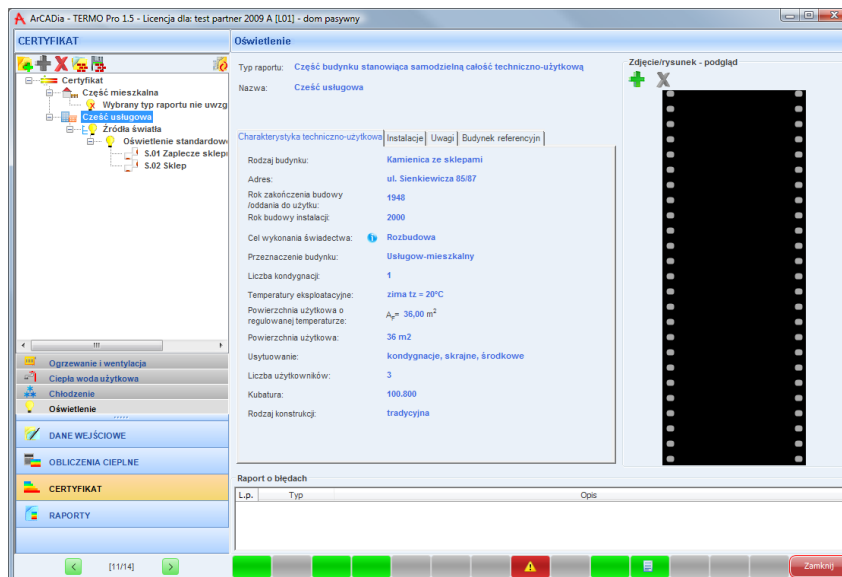 ArCADia - TERMO Pro 1.5 - Licencja dla: test partner 2009 A [L01] - dom pasywny
CERTYFIKAT
Certyfikat
Część mieszkalna
Wybrany typ raportu nie uwzg
Cześć usługowa
Źródła światła
Oświetlenie standardowe
S.01 Zaplecze sklepu
S.02 Sklep
Ogrzewanie i wentylacja
Ciepła woda użytkowa
Chłodzenie
Oświetlenie
DANE WEJŚCIOWE
OBLICZENIA CIEPLNE
CERTYFIKAT
RAPORTY
[11/14]
Oświetlenie
Typ raportu: Część budynku stanowiąca samodzielną całość techniczno-użytkową
Nazwa: Cześć usługowa
Charakterystyka techniczno-użytkowa Instalacje Uwagi Budynek referencyjn
Rodzaj budynku: Kamienica ze sklepami
Adres: ul. Sienkiewicza 85/87
Rok zakończenia budowy
/oddania do użytku: 1948
Rok budowy instalacji: 2000
Cel wykonania świadectwa: Rozbudowa
Przeznaczenie budynku: Usługow-mieszkalny
Liczba kondygnacji: 1
Temperatury eksploatacyjne: zima tz = 20ºC
Powierzchnia użytkowa o
regulowanej temperaturze: AF= 36,00 m²
Powierzchnia użytkowa: 36 m2
Usytuowanie: kondygnacje, skrajne, środkowe
Liczba użytkowników: 3
Kubatura: 100.800
Rodzaj konstrukcji: tradycyjna
Zdjęcie/rysunek - podgląd
Raport o błędach
L.p. Typ Opis
Zamknij